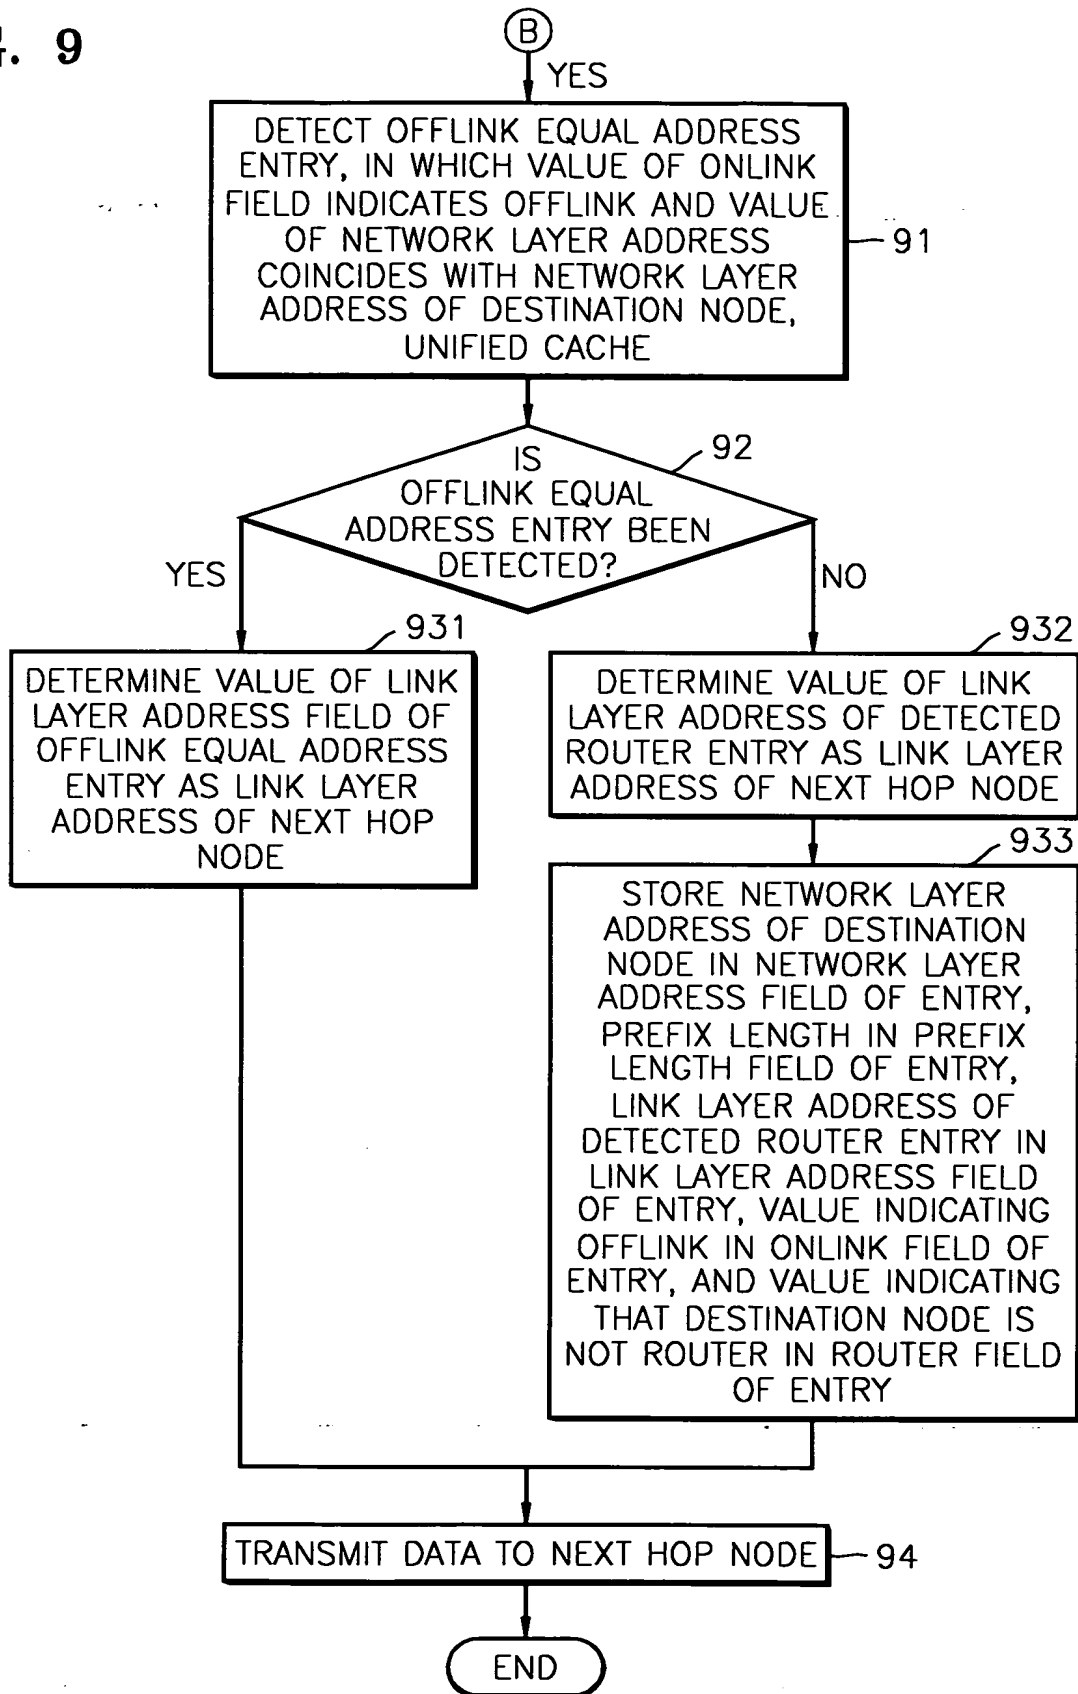 . 9
B
YES
DETECT OFFLINK EQUAL ADDRESS
ENTRY, IN WHICH VALUE OF ONLINK
FIELD INDICATES OFFLINK AND VALUE
OF NETWORK LAYER ADDRESS
COINCIDES WITH NETWORK LAYER
ADDRESS OF DESTINATION NODE,
UNIFIED CACHE
91
92
IS
OFFLINK EQUAL
ADDRESS ENTRY BEEN
DETECTED?
YES
NO
931
DETERMINE VALUE OF LINK
LAYER ADDRESS FIELD OF
OFFLINK EQUAL ADDRESS
ENTRY AS LINK LAYER
ADDRESS OF NEXT HOP
NODE
932
DETERMINE VALUE OF LINK
LAYER ADDRESS OF DETECTED
ROUTER ENTRY AS LINK LAYER
ADDRESS OF NEXT HOP NODE
933
STORE NETWORK LAYER
ADDRESS OF DESTINATION
NODE IN NETWORK LAYER
ADDRESS FIELD OF ENTRY,
PREFIX LENGTH IN PREFIX
LENGTH FIELD OF ENTRY,
LINK LAYER ADDRESS OF
DETECTED ROUTER ENTRY IN
LINK LAYER ADDRESS FIELD
OF ENTRY, VALUE INDICATING
OFFLINK IN ONLINK FIELD OF
ENTRY, AND VALUE INDICATING
THAT DESTINATION NODE IS
NOT ROUTER IN ROUTER FIELD
OF ENTRY
TRANSMIT DATA TO NEXT HOP NODE
94
END